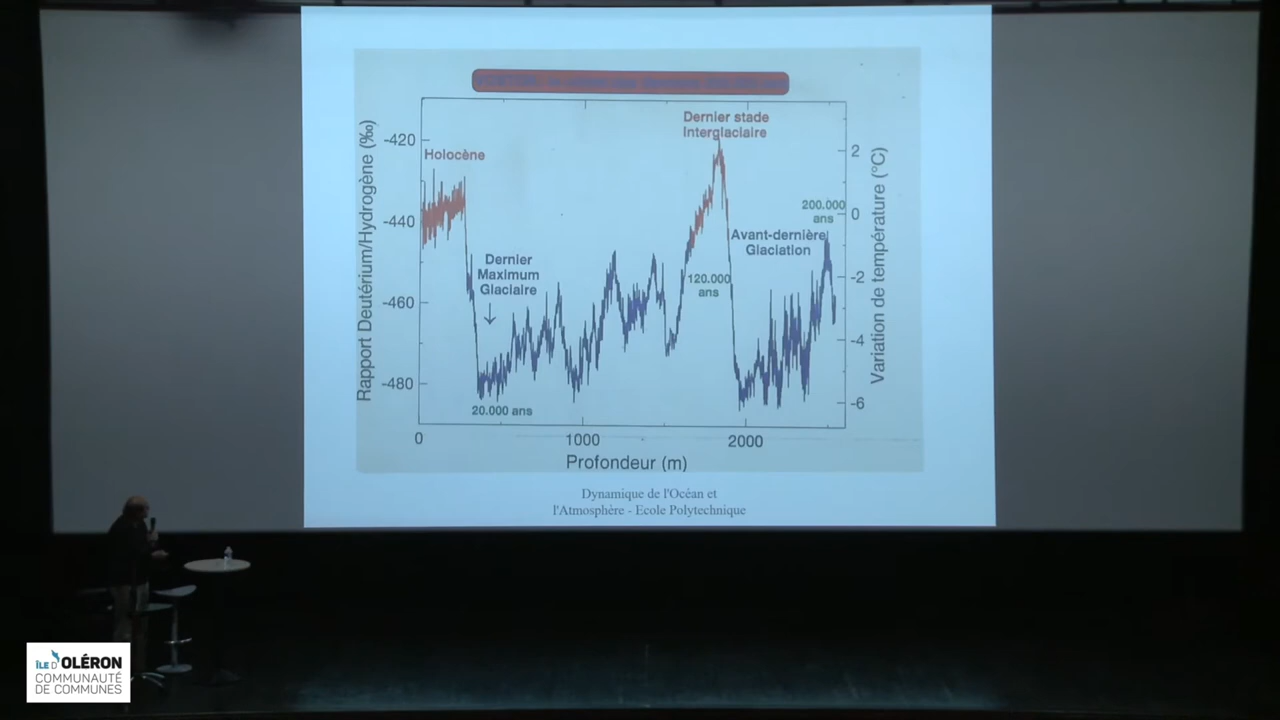 Rapport Deutérium/Hydrogène (‰)
-420
-440
-460
-480
Holocène
Dernier
Maximum
Glaciaire
20.000 ans
Dernier stade
Interglaciaire
120.000
ans
200.000
ans
Avant-dernière
Glaciation
2
0
-2
-4
-6
Variation de température (°C)
0
1000
2000
Profondeur (m)
Dynamique de l'Océan et
l'Atmosphère - Ecole Polytechnique
ÎLE D'OLÉRON
COMMUNAUTÉ
DE COMMUNES